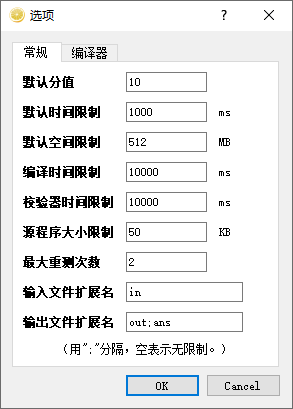 选项
? ×
常规 编译器
默认分值 10
默认时间限制 1000 ms
默认空间限制 512 MB
编译时间限制 10000 ms
校验器时间限制 10000 ms
源程序大小限制 50 KB
最大重测次数 2
输入文件扩展名 in
输出文件扩展名 out;ans
（用";"分隔，空表示无限制。）
OK Cancel